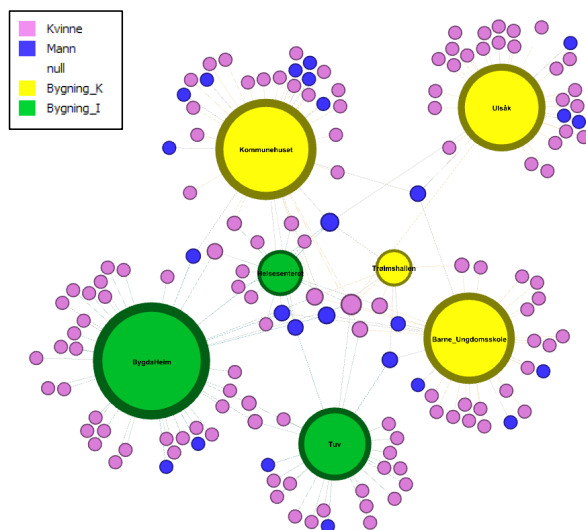 Kvinne
Mann
null
Bygning_K
Bygning_I
Ulsåk
Kommunehuset
Helsesenteret
Trølmshallen
Barne_Ungdomsskole
BygdaHeim
Tuv